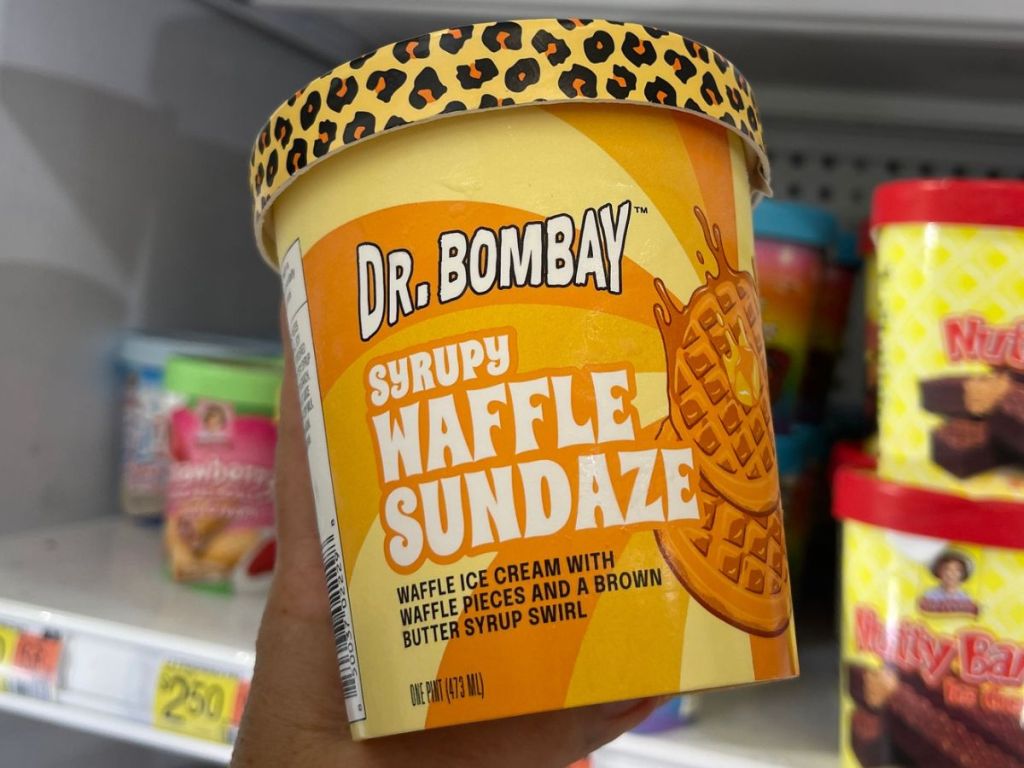 DR. BOMBAY™
SYRUPY
WAFFLE
SUNDAZE
WAFFLE ICE CREAM WITH
WAFFLE PIECES AND A BROWN
BUTTER SYRUP SWIRL
ONE PINT (473 ML)
$2.50
Nutty Bar